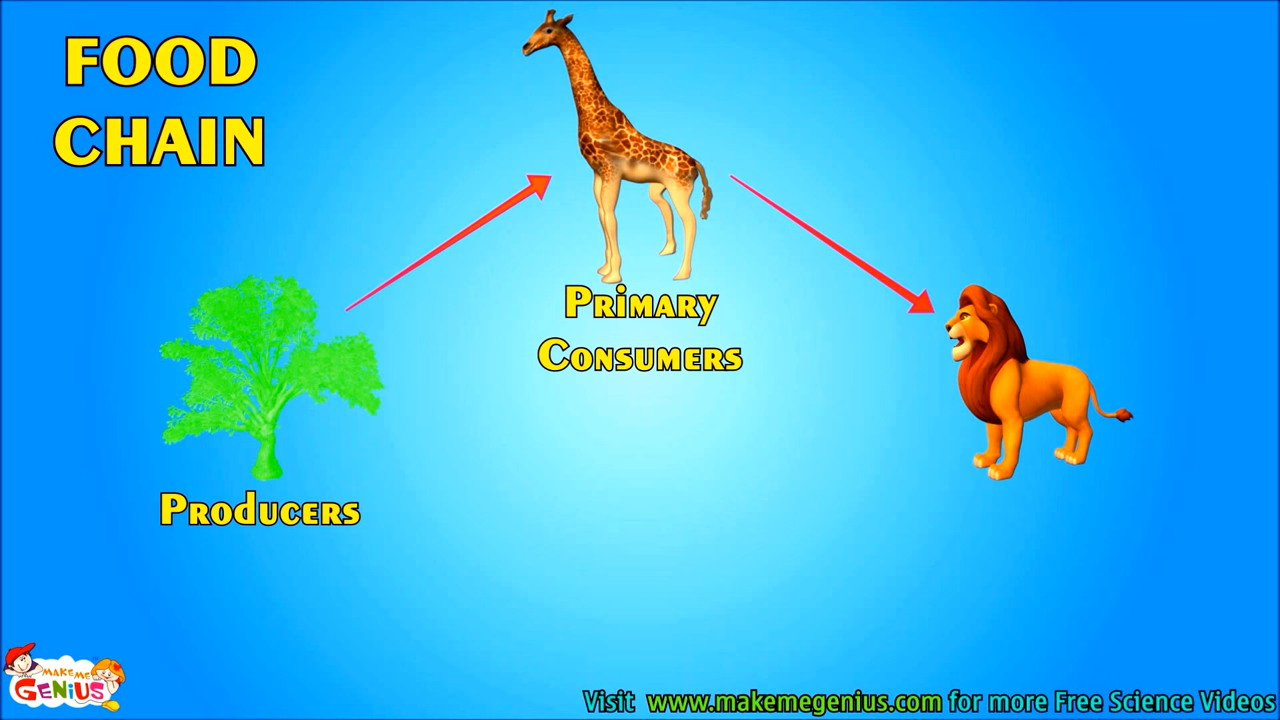 FOOD
CHAIN
Primary
Consumers
Producers
MAKE ME
GENiUS
Visit www.makemegenius.com for more Free Science Videos